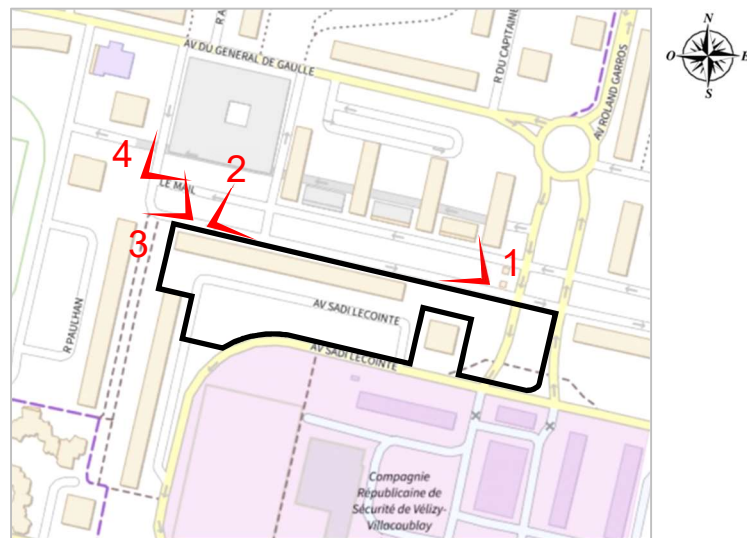 N
O
E
S
R A
AV DU GENERAL DE GAULLE
R DU CAPITAINE
AV ROLAND GARROS
4
2
LE MAIL
3
1
R PAULHAN
AV SADI LECOINTE
AV SADI LECOINTE
Compagnie
Républicaine de
Sécurité de Vélizy-
Villacoublay